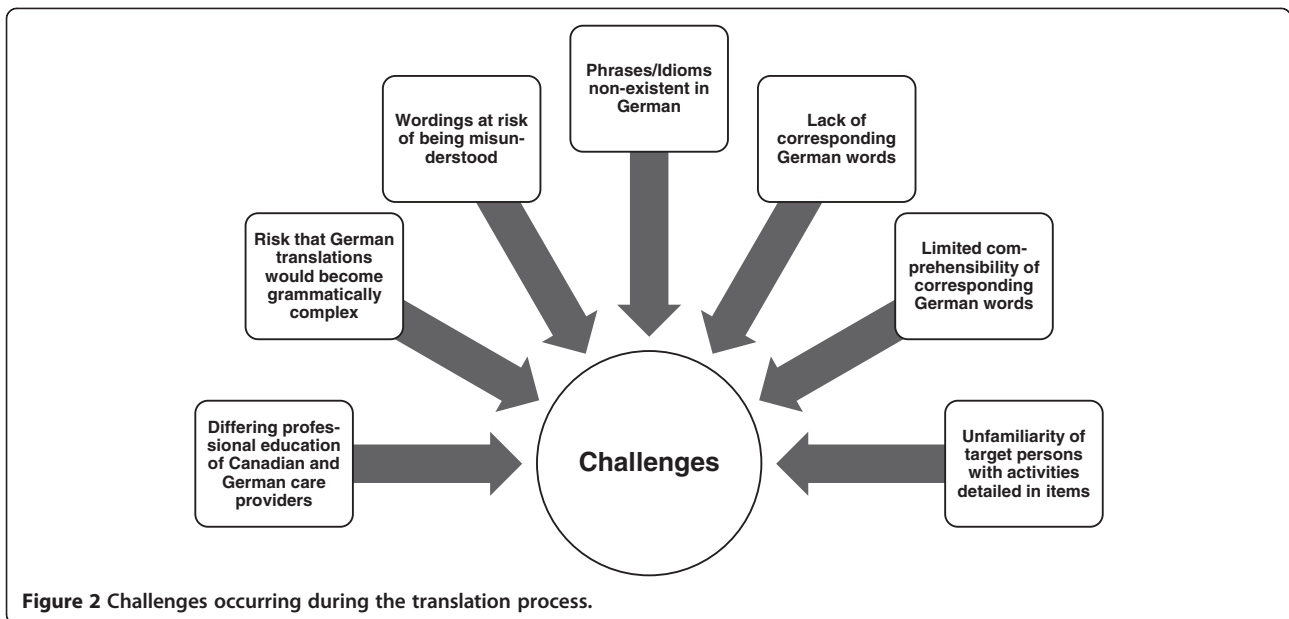 Phrases/Idioms
non-existent in
German
Wordings at risk
of being misun-
derstood
Lack of
corresponding
German words
Risk that German
translations
would become
grammatically
complex
Limited com-
prehensibility of
corresponding
German words
Differing profes-
sional education
of Canadian and
German care
providers
Challenges
Unfamiliarity of
target persons
with activities
detailed in items
Figure 2 Challenges occurring during the translation process.